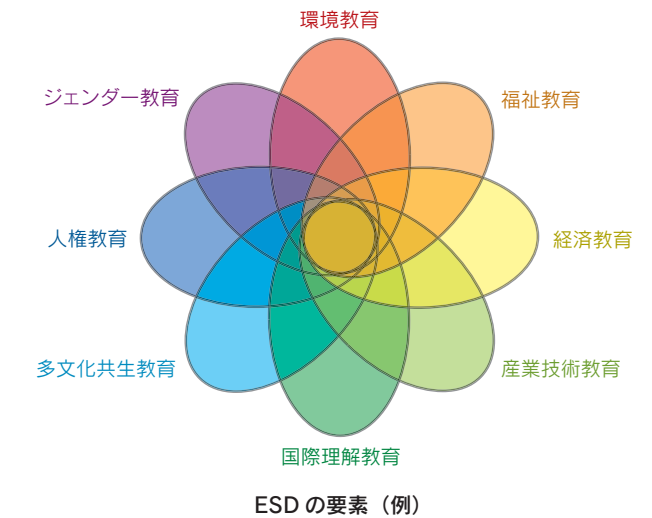 環境教育
ジェンダー教育
福祉教育
人権教育
経済教育
多文化共生教育
産業技術教育
国際理解教育
ESD の要素（例）